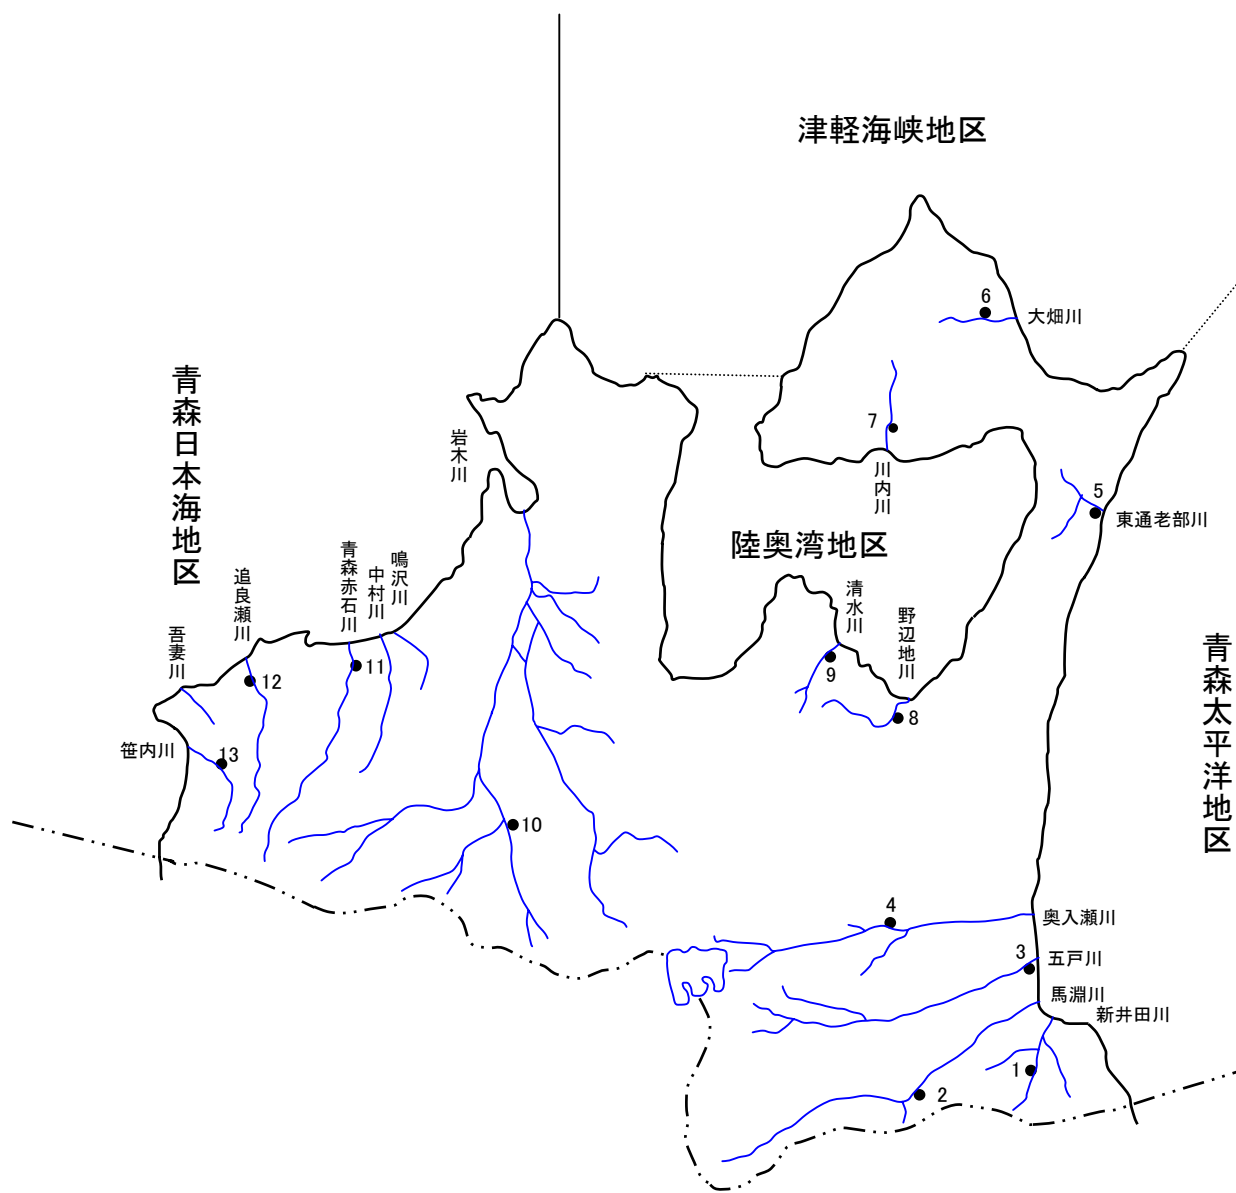 津軽海峡地区
6
大畑川
7
川内川
5
東通老部川
青森日本海地区
岩木川
陸奥湾地区
清水川
9
野辺地川
8
鳴沢川
中村川
青森赤石川
11
追良瀬川
12
吾妻川
笹内川
13
10
青森太平洋地区
4
奥入瀬川
3
五戸川
馬淵川
新井田川
1
2